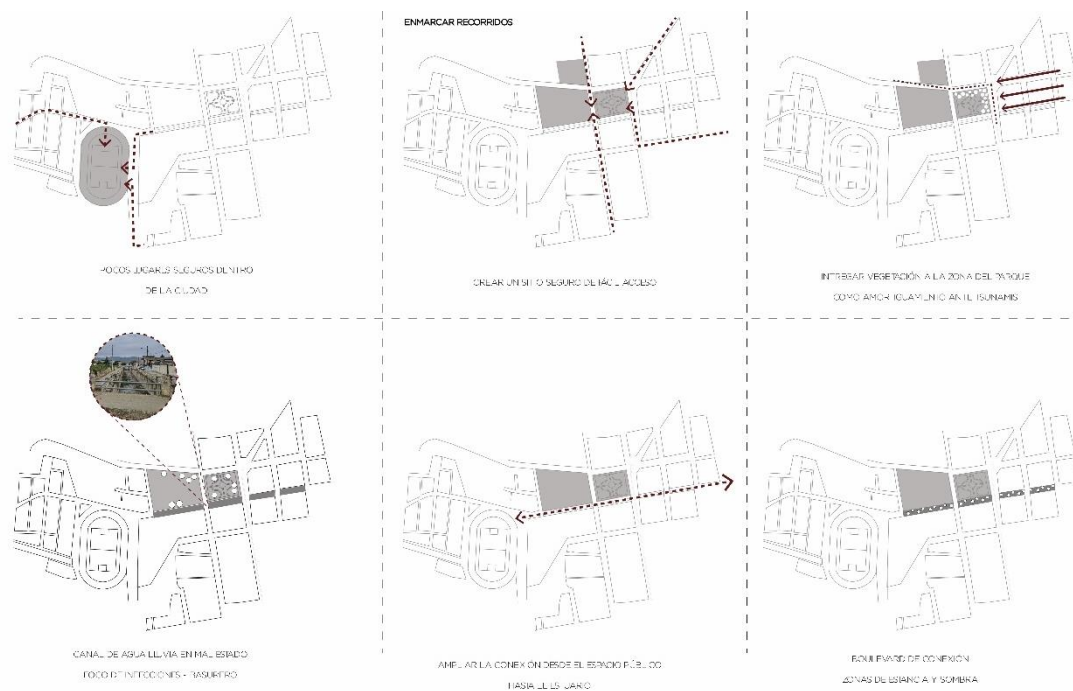 ENMARCAR RECORRIDOS
POCOS LUGARES SEGUROS DENTRO
DE LA CIUDAD
CREAR UN SITIO SEGURO DE FÁCIL ACCESO
INTREGAR VEGETACIÓN A LA ZONA DEL PARQUE
COMO AMORTIGUAMIENTO ANTE TSUNAMIS
CANAL DE AGUA LLUVIA EN MAL ESTADO
FOCO DE INFECCIONES - BASURERO
AMPLIAR LA CONEXIÓN DESDE EL ESPACIO PÚBLICO
HASTA EL ESTUARIO
BOULEVARD DE CONEXIÓN
ZONAS DE ESTANCIA Y SOMBRA